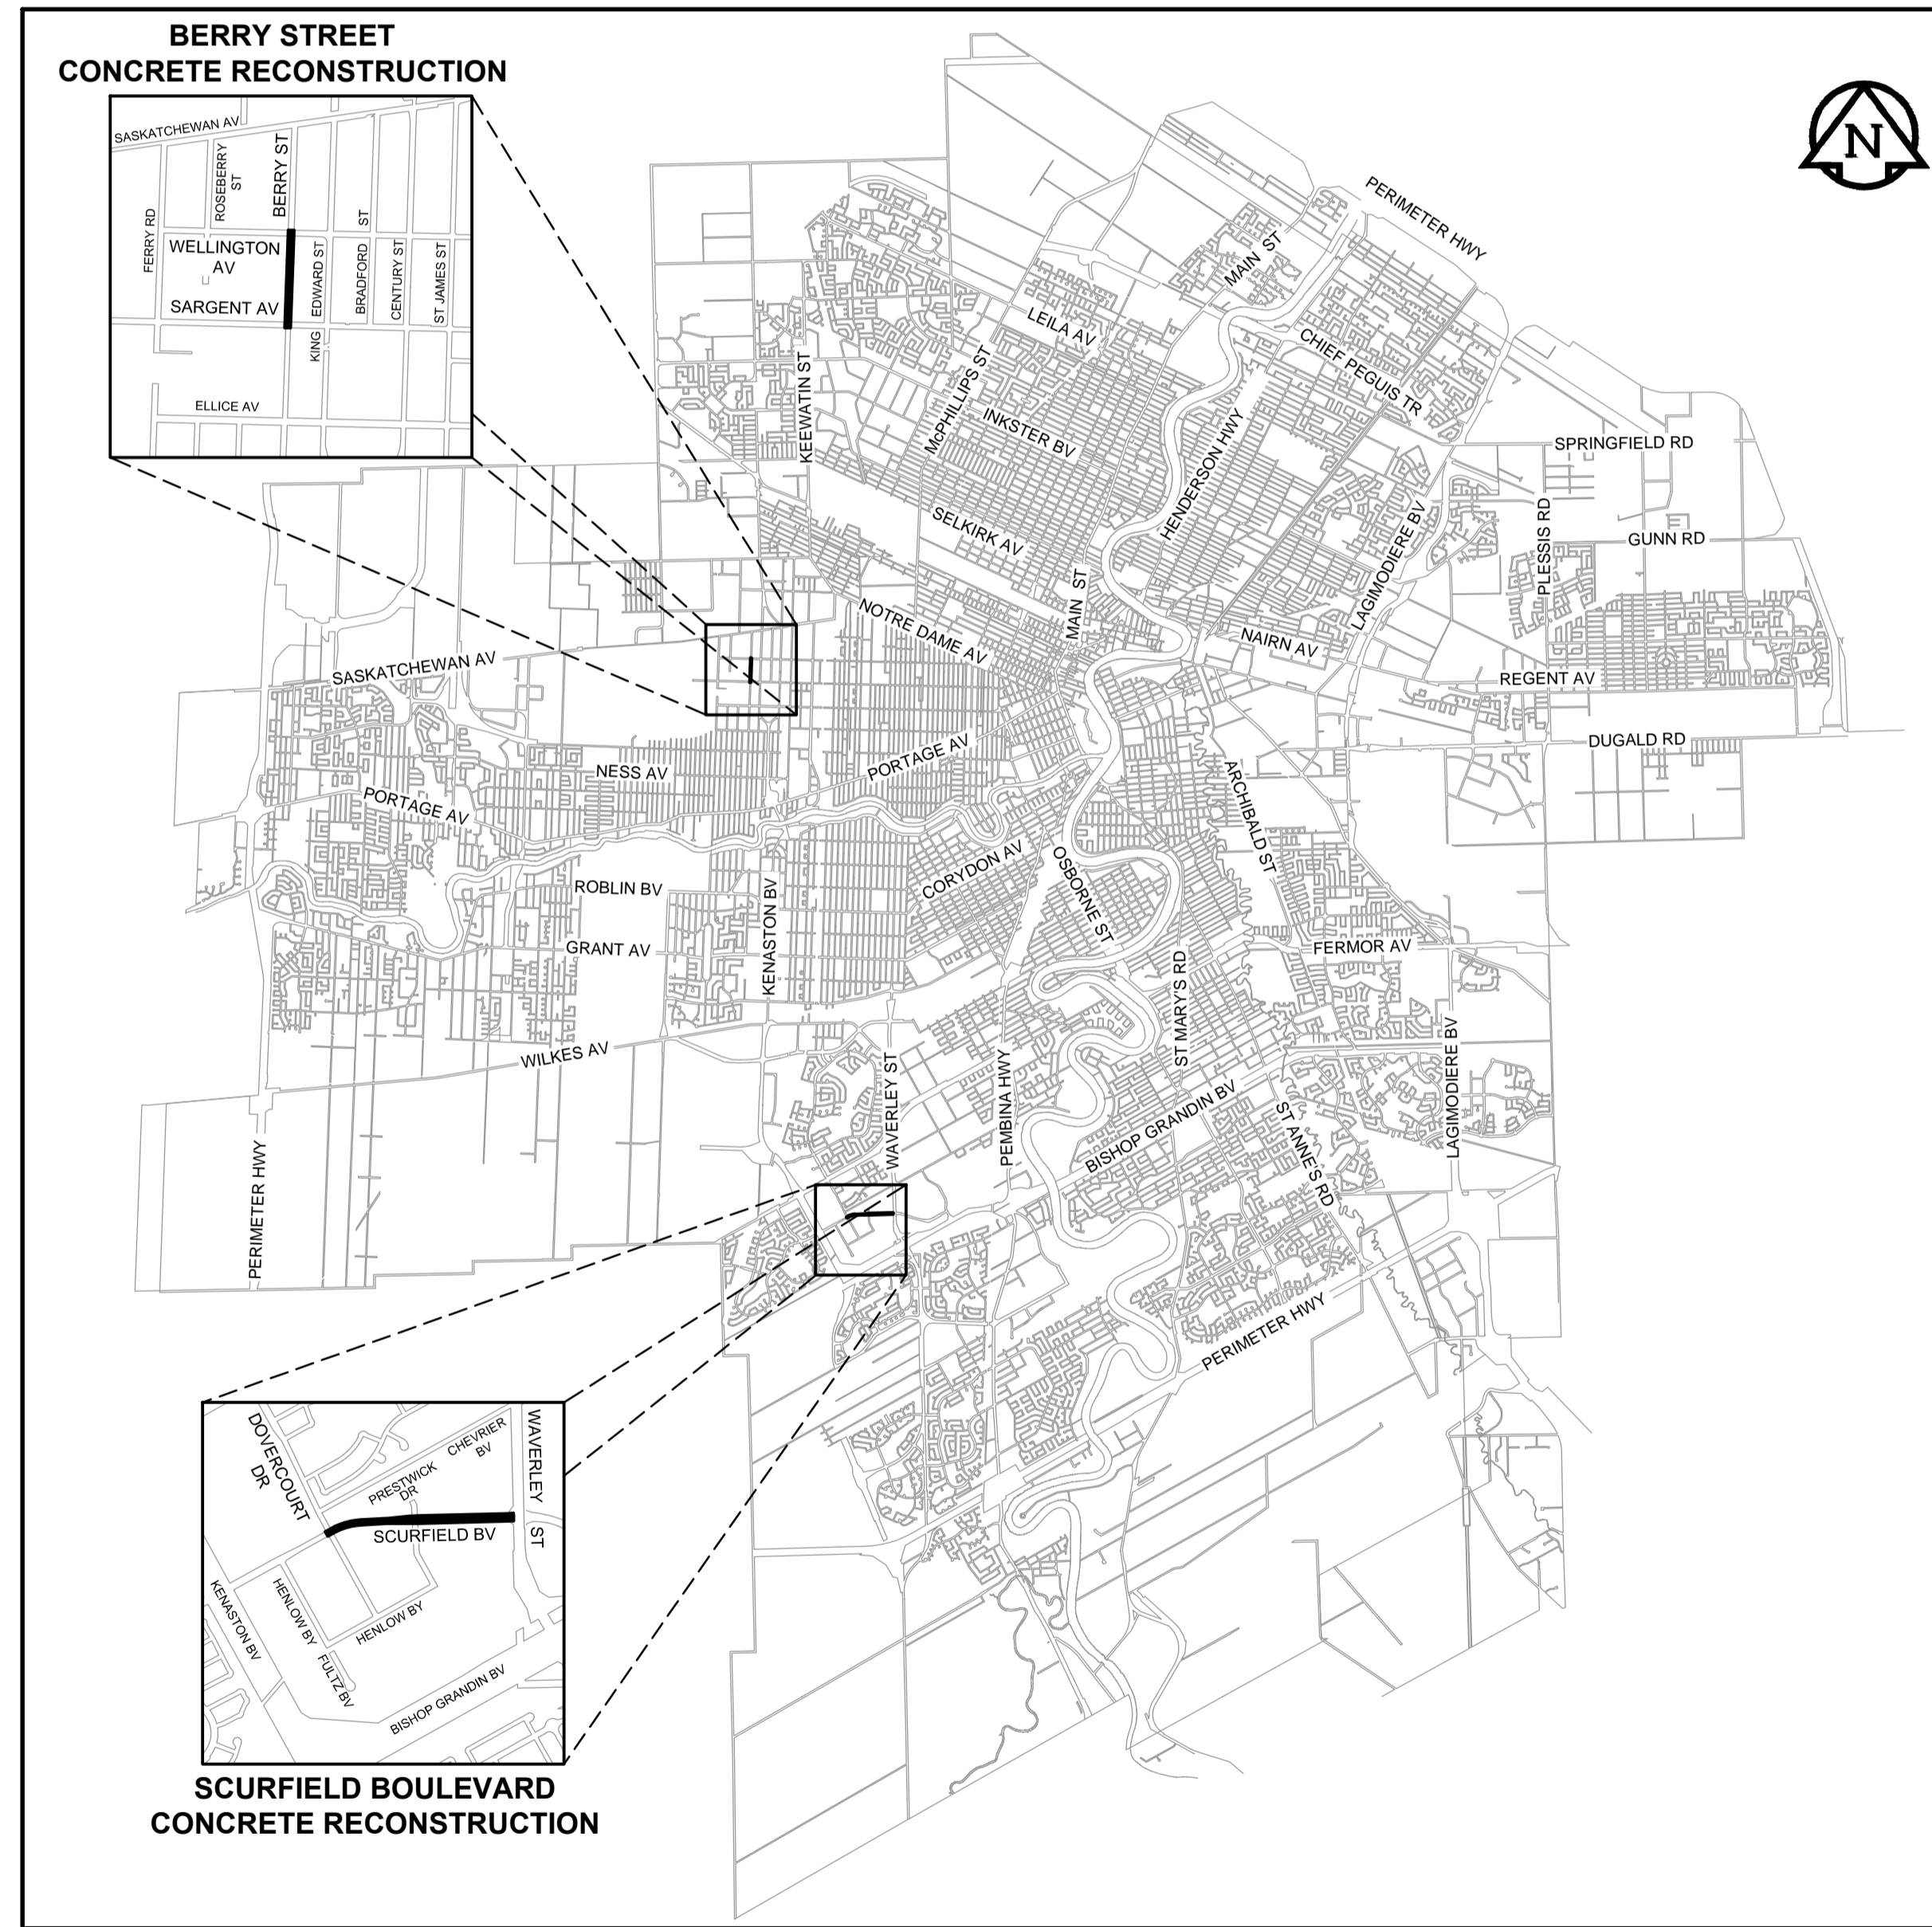 BERRY STREET
CONCRETE RECONSTRUCTION
SASKATCHEWAN AV
ROSEBERRY
ST
BERRY ST
FERRY RD
WELLINGTON
AV
SARGENT AV
KING EDWARD ST
BRADFORD ST
CENTURY ST
ST JAMES ST
ELLICE AV
N
PERIMETER HWY
MAIN ST
LEILA AV
CHIEF PEGUIS TR
KEEWATIN ST
McPHILLIPS ST
INKSTER BV
HENDERSON HWY
SPRINGFIELD RD
SELKIRK AV
LAGIMODIERE BV
PLESSIS RD
GUNN RD
MAIN ST
NOTRE DAME AV
NAIRN AV
SASKATCHEWAN AV
REGENT AV
DUGALD RD
NESS AV
PORTAGE AV
PORTAGE AV
ARCHIBALD ST
CORYDON AV
OSBORNE ST
ROBLIN BV
KENASTON BV
GRANT AV
FERMOR AV
ST MARY'S RD
WILKES AV
WAVERLEY ST
PEMBINA HWY
LAGIMODIERE BV
BISHOP GRANDIN BV
ST ANNE'S RD
PERIMETER HWY
PERIMETER HWY
DOVERCOURT
DR
CHEVRIER
BV
WAVERLEY ST
PRESTWICK
DR
SCURFIELD BV
KENASTON BV
HENLOW BY
HENLOW BY
FULTZ BV
BISHOP GRANDIN BV
SCURFIELD BOULEVARD
CONCRETE RECONSTRUCTION